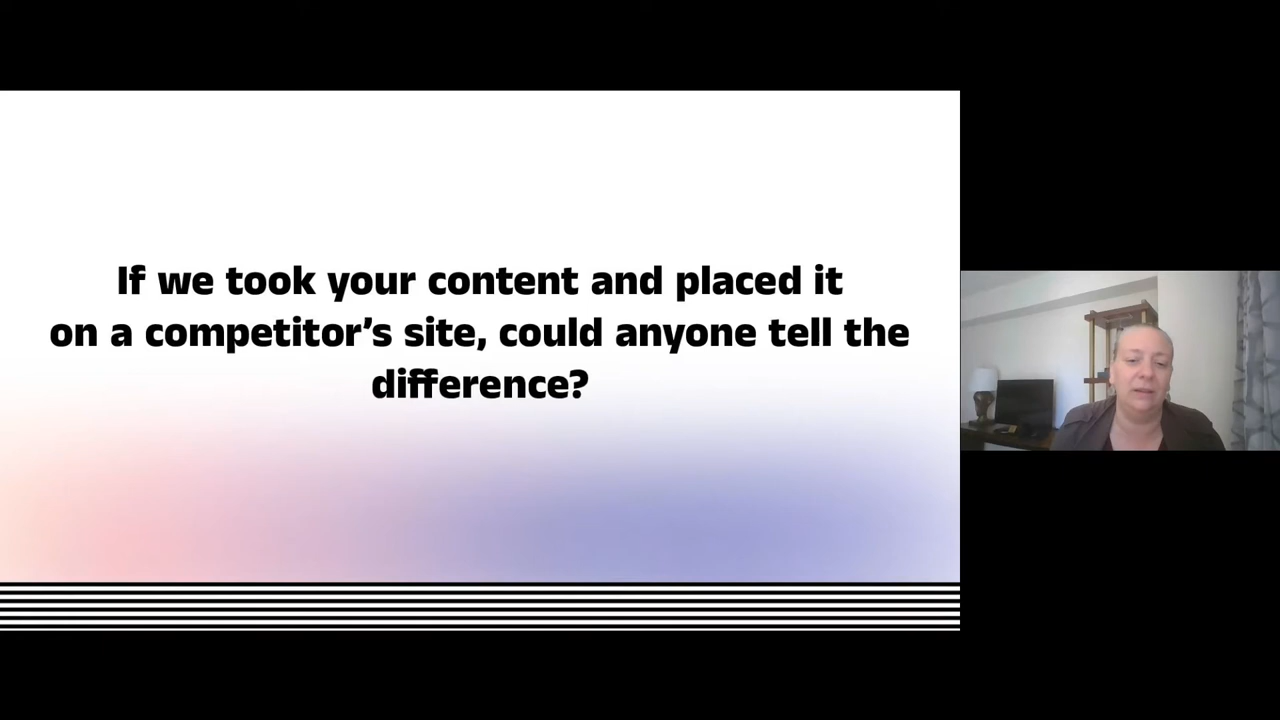 If we took your content and placed it
on a competitor’s site, could anyone tell the
difference?